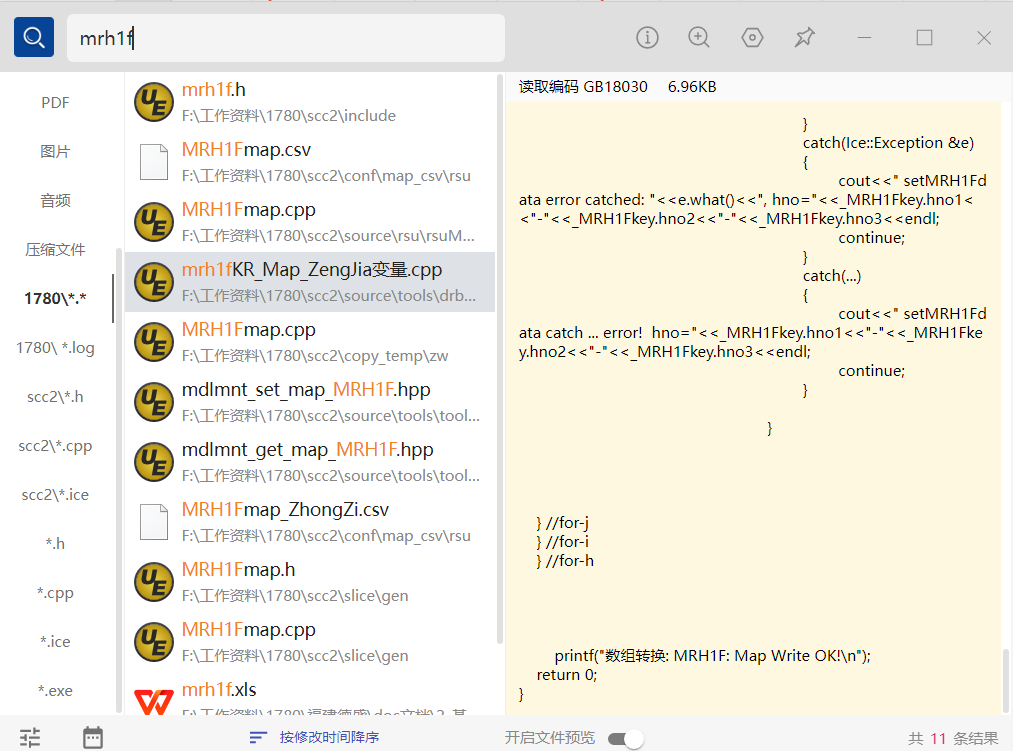 mrh1f
PDF
图片
音频
压缩文件
1780\*.*
1780\ *.log
scc2\*.h
scc2\*.cpp
scc2\*.ice
*.h
*.cpp
*.ice
*.exe
mrh1f.h
F:\工作资料\1780\scc2\include
MRH1Fmap.csv
F:\工作资料\1780\scc2\conf\map_csv\rsu
MRH1Fmap.cpp
F:\工作资料\1780\scc2\source\rsu\rsuM...
mrh1fKR_Map_ZengJia变量.cpp
F:\工作资料\1780\scc2\source\tools\drb...
MRH1Fmap.cpp
F:\工作资料\1780\scc2\copy_temp\zw
mdlmnt_set_map_MRH1F.hpp
F:\工作资料\1780\scc2\source\tools\tool...
mdlmnt_get_map_MRH1F.hpp
F:\工作资料\1780\scc2\source\tools\tool...
MRH1Fmap_ZhongZi.csv
F:\工作资料\1780\scc2\conf\map_csv\rsu
MRH1Fmap.h
F:\工作资料\1780\scc2\slice\gen
MRH1Fmap.cpp
F:\工作资料\1780\scc2\slice\gen
mrh1f.xls
读取编码 GB18030 6.96KB
}
catch(Ice::Exception &e)
{
cout<<" setMRH1Fd
ata error catched: "<<e.what()<<", hno="<<_MRH1Fkey.hno1<
<"-"<<_MRH1Fkey.hno2<<"-"<<_MRH1Fkey.hno3<<endl;
continue;
}
catch(...)
{
cout<<" setMRH1Fd
ata catch ... error!  hno="<<_MRH1Fkey.hno1<<"-"<<_MRH1Fke
y.hno2<<"-"<<_MRH1Fkey.hno3<<endl;
continue;
}
}
} //for-j
} //for-i
} //for-h
printf("数组转换: MRH1F: Map Write OK!\n");
return 0;
}
按修改时间降序
开启文件预览
共 11 条结果